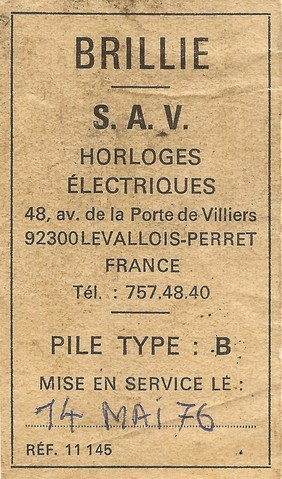 BRILLIE
S. A. V.
HORLOGES
ÉLECTRIQUES
48, av. de la Porte de Villiers
92300 LEVALLOIS-PERRET
FRANCE
Tél. : 757.48.40
PILE TYPE : B
MISE EN SERVICE LE :
14 MAI 76
RÉF. 11 145